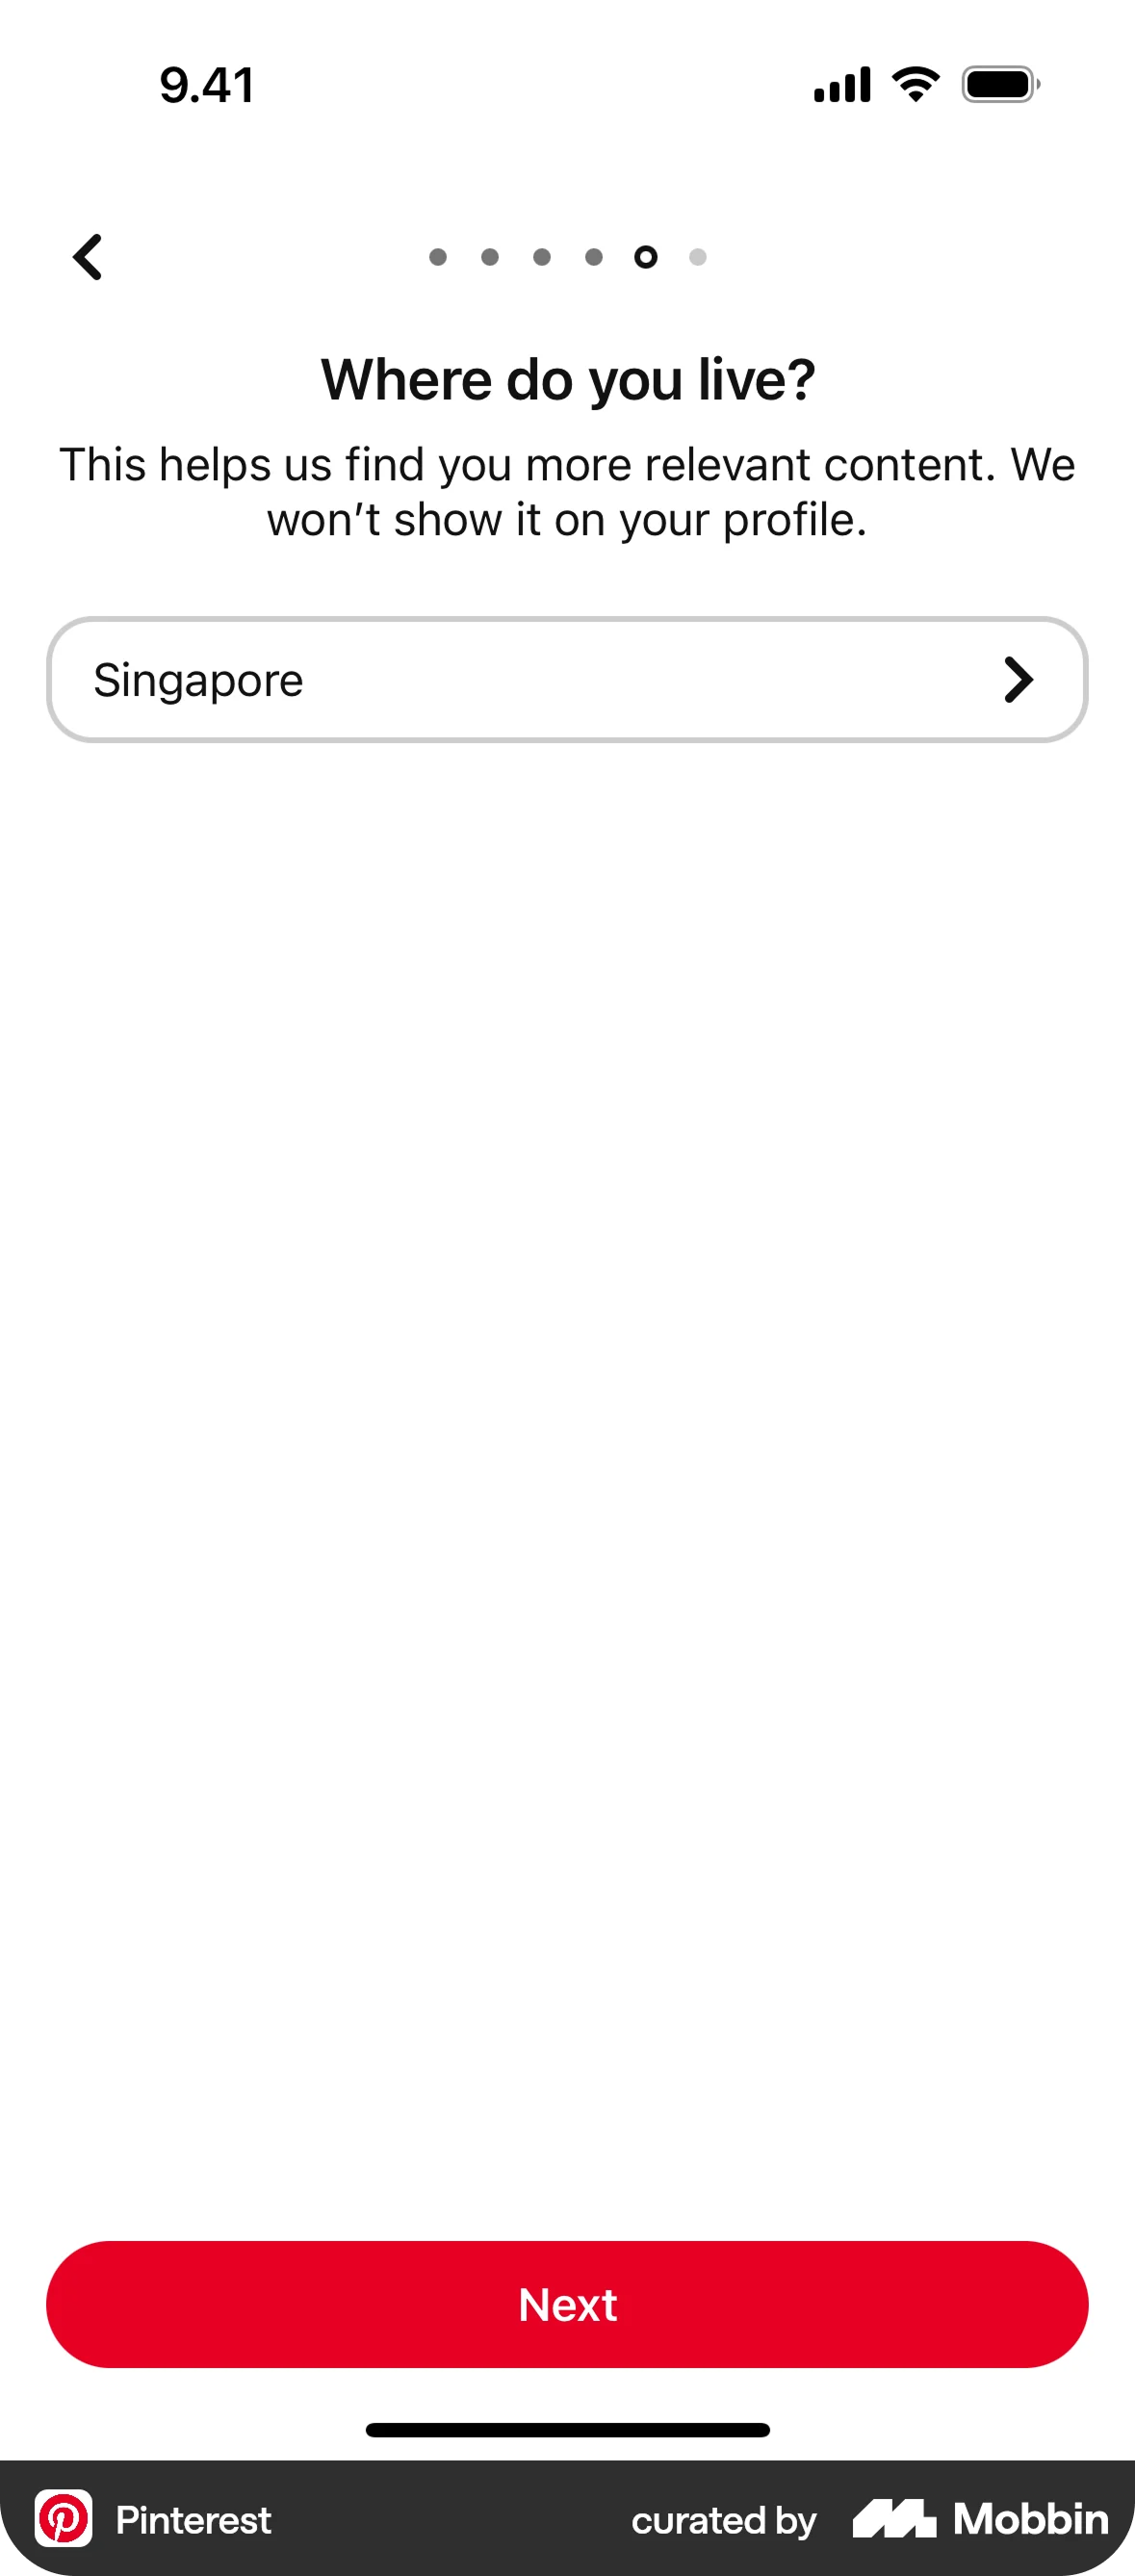 9.41
Where do you live?
This helps us find you more relevant content. We
won’t show it on your profile.
Singapore
Next
Pinterest
curated by Mobbin